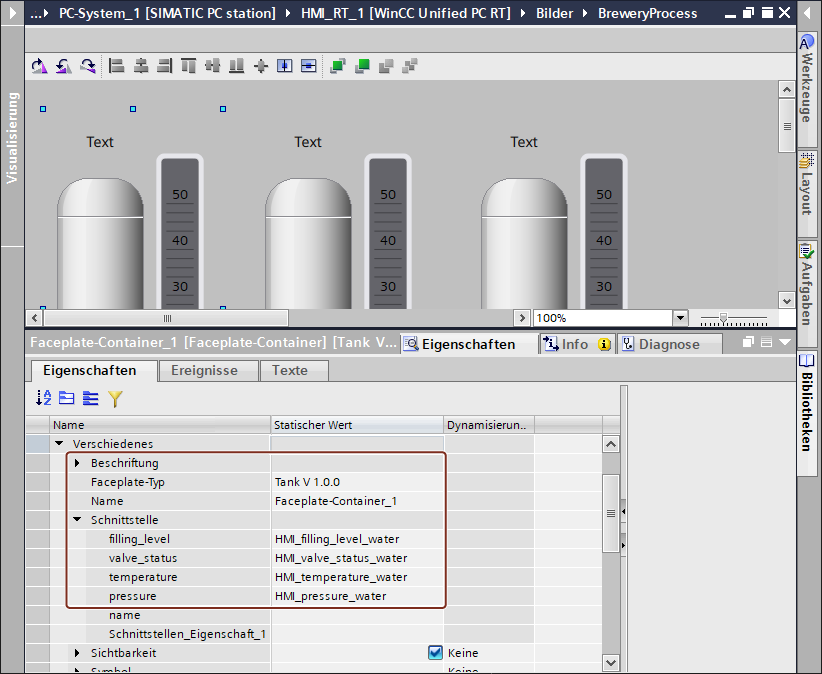 ...▸ PC-System_1 [SIMATIC PC station] ▸ HMI_RT_1 [WinCC Unified PC RT] ▸ Bilder ▸ BreweryProcess
Visualisierung
Text Text Text
50 50 50
40 40 40
30 30 30
100%
Werkzeuge
Layout
Aufgaben
Bibliotheken
Faceplate-Container_1 [Faceplate-Container] [Tank V... Eigenschaften Info Diagnose
Eigenschaften Ereignisse Texte
Name Statischer Wert Dynamisierun..
Verschiedenes
Beschriftung
Faceplate-Typ Tank V 1.0.0
Name Faceplate-Container_1
Schnittstelle
filling_level HMI_filling_level_water
valve_status HMI_valve_status_water
temperature HMI_temperature_water
pressure HMI_pressure_water
name
Schnittstellen_Eigenschaft_1
Sichtbarkeit Keine
Symbol Keine